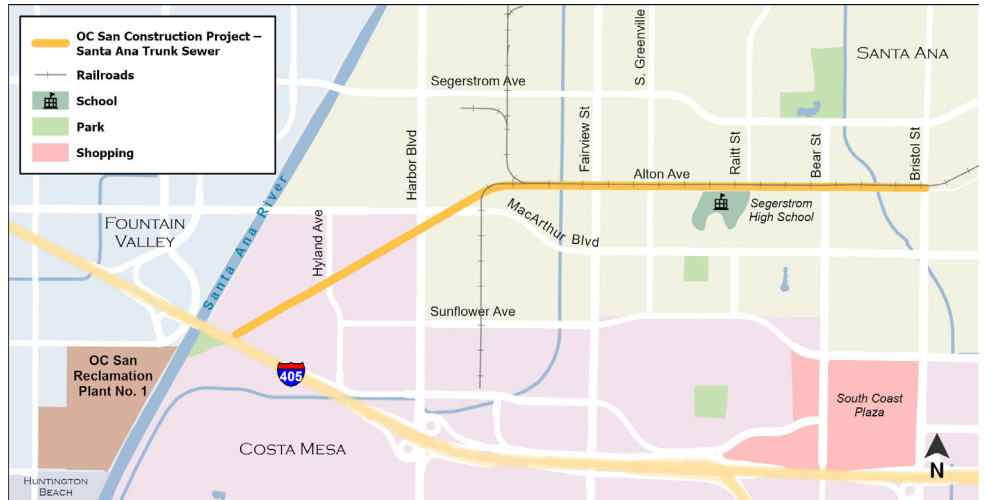 OC San Construction Project –
Santa Ana Trunk Sewer
Railroads
School
Park
Shopping
SANTA ANA
Segerstrom Ave
S. Greenville
Harbor Blvd
Fairview St
Raitt St
Bear St
Bristol St
Alton Ave
Segerstrom
High School
MacArthur Blvd
FOUNTAIN
VALLEY
Santa Ana River
Hyland Ave
Sunflower Ave
OC San
Reclamation
Plant No. 1
405
South Coast
Plaza
COSTA MESA
HUNTINGTON
BEACH
N